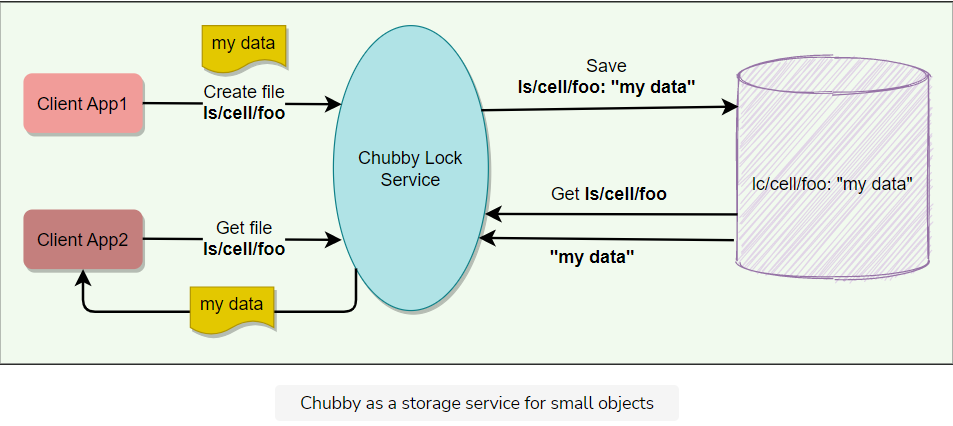 my data
Client App1
Create file
ls/cell/foo
Save
ls/cell/foo: "my data"
Chubby Lock
Service
lc/cell/foo: "my data"
Get ls/cell/foo
Client App2
Get file
ls/cell/foo
"my data"
my data
Chubby as a storage service for small objects